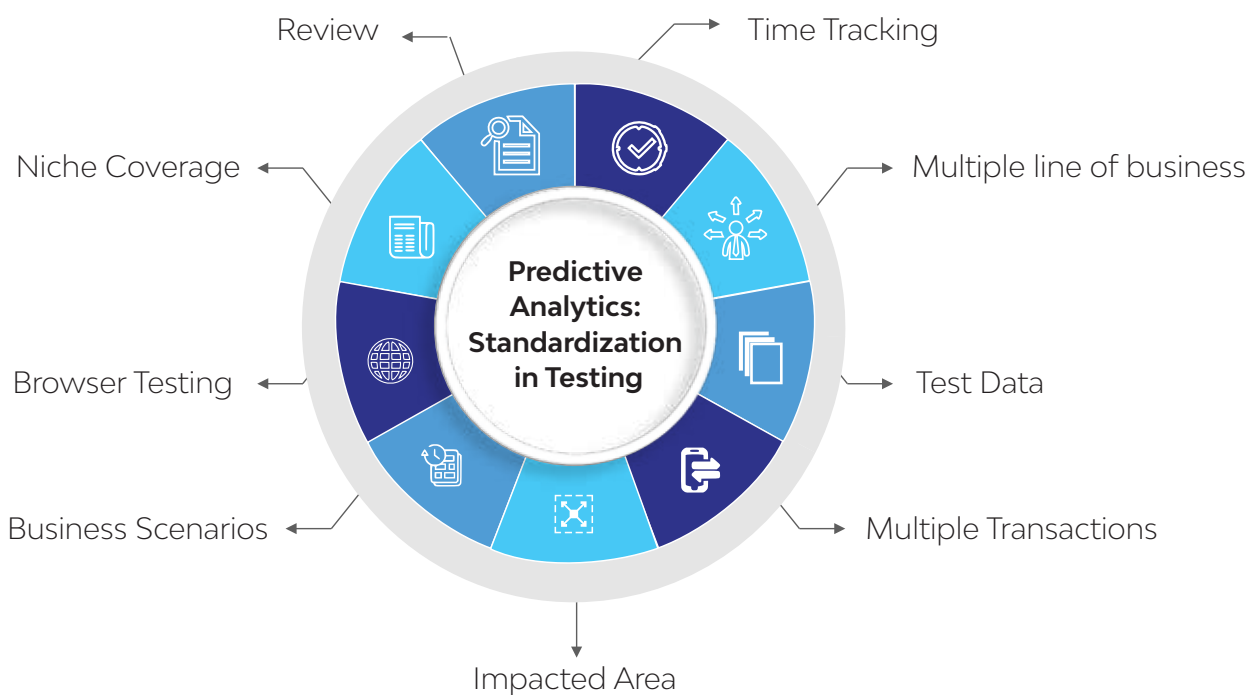 Review
Time Tracking
Niche Coverage
Multiple line of business
Predictive
Analytics:
Standardization
in Testing
Browser Testing
Test Data
Business Scenarios
Multiple Transactions
Impacted Area